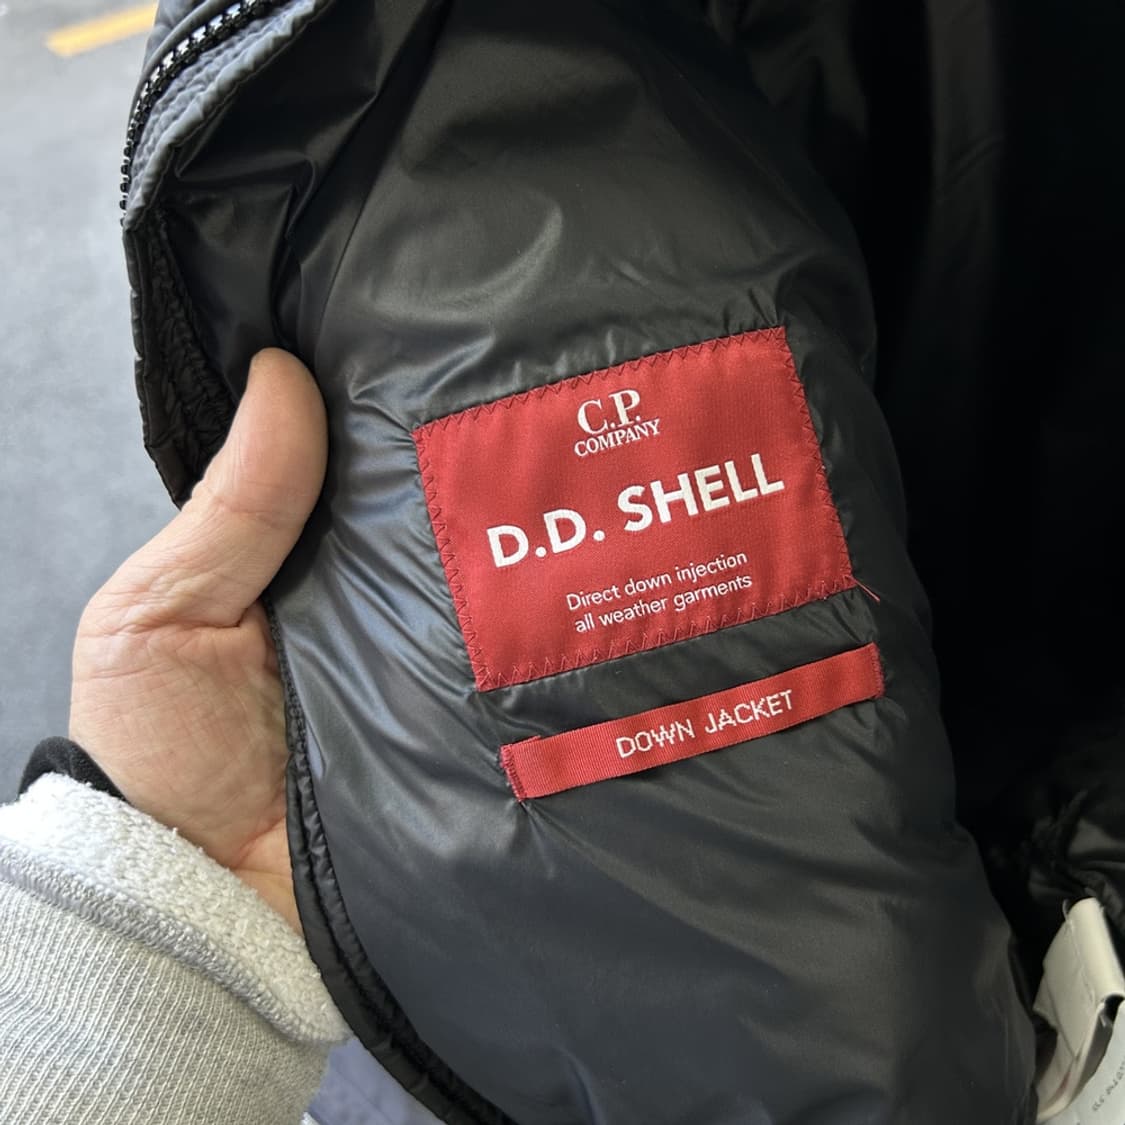 C.P.
COMPANY
D.D. SHELL
Direct down injection
all weather garments
DOWN JACKET